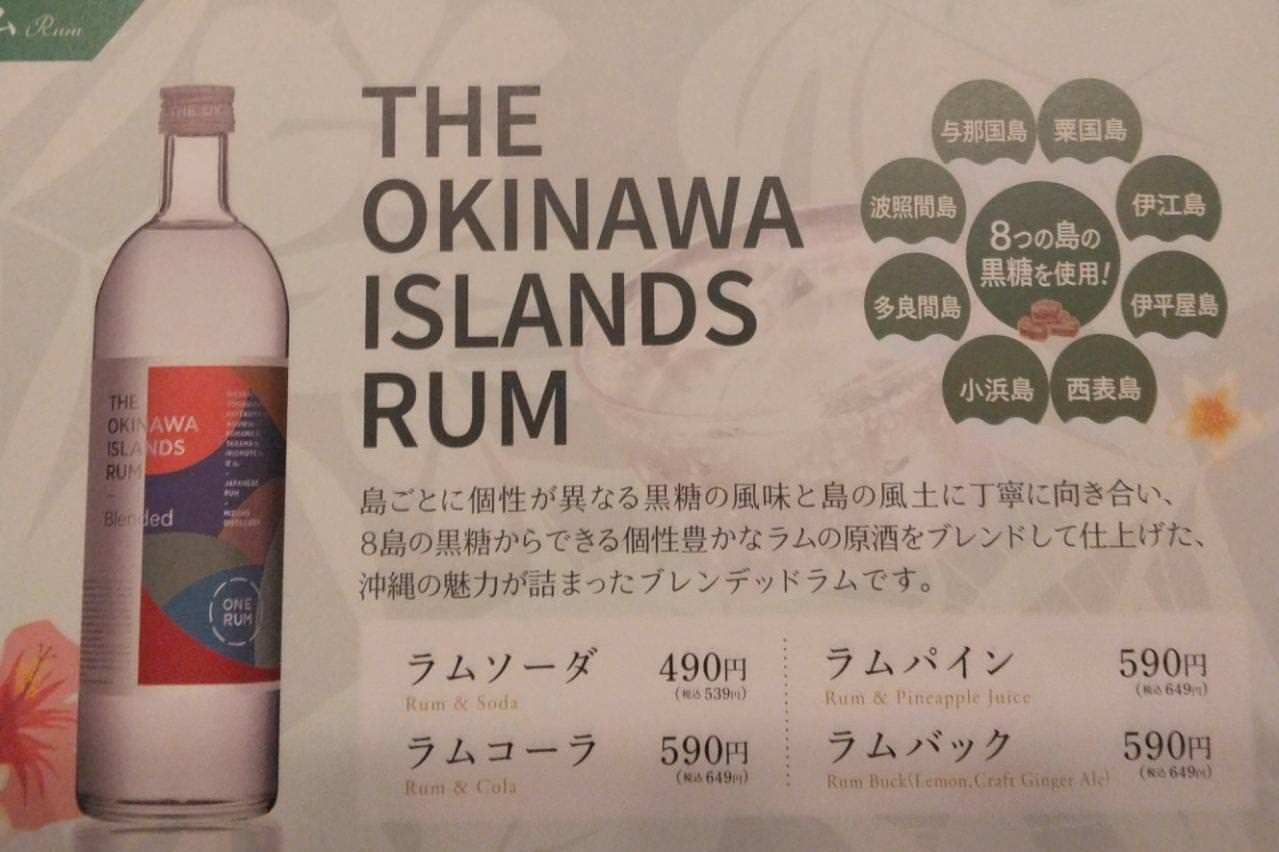 ム Rum
THE
OKINAWA
ISLANDS
RUM
与那国島
粟国島
波照間島
伊江島
8つの島の
黒糖を使用!
多良間島
伊平屋島
小浜島
西表島
島ごとに個性が異なる黒糖の風味と島の風土に丁寧に向き合い、
8島の黒糖からできる個性豊かなラムの原酒をブレンドして仕上げた、
沖縄の魅力が詰まったブレンデッドラムです。
ラムソーダ 490円
(税込539円)
Rum & Soda
ラムコーラ 590円
(税込649円)
Rum & Cola
ラムパイン 590円
(税込649円)
Rum & Pineapple Juice
ラムバック 590円
(税込649円)
Rum Buck(Lemon,Craft Ginger Ale)
THE
OKINAWA
ISLANDS
RUM
Blended
JAPANESE
RUM
MIZUHO
DISTILLERY
ONE
RUM